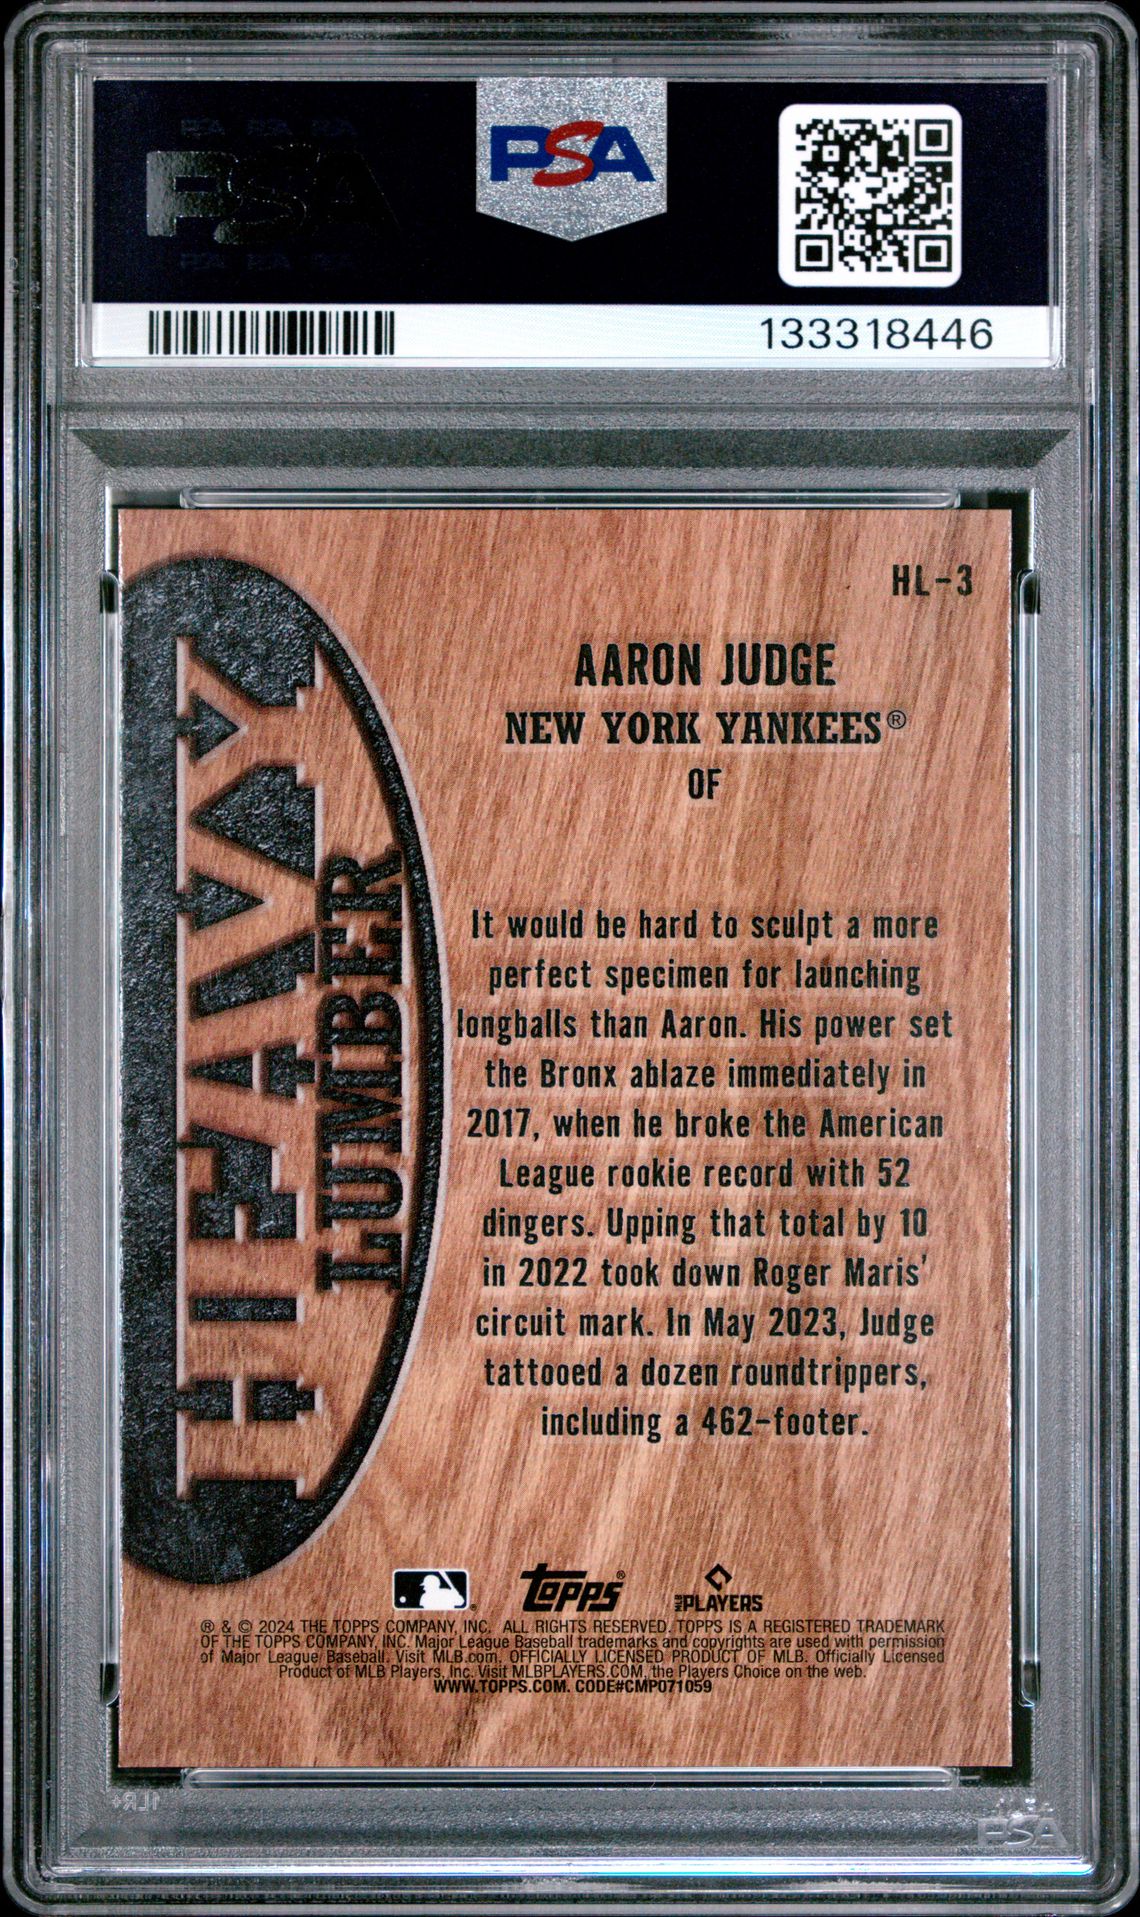 PSA
PSA
133318446
HL-3
AARON JUDGE
NEW YORK YANKEES®
OF
HEAVY
LUMBER
It would be hard to sculpt a more
perfect specimen for launching
longballs than Aaron. His power set
the Bronx ablaze immediately in
2017, when he broke the American
League rookie record with 52
dingers. Upping that total by 10
in 2022 took down Roger Maris'
circuit mark. In May 2023, Judge
tattooed a dozen roundtrippers,
including a 462-footer.
topps®
MLB PLAYERS
® & © 2024 THE TOPPS COMPANY, INC. ALL RIGHTS RESERVED. TOPPS IS A REGISTERED TRADEMARK
OF THE TOPPS COMPANY, INC. Major League Baseball trademarks and copyrights are used with permission
of Major League Baseball. Visit MLB.com. OFFICIALLY LICENSED PRODUCT OF MLB. Officially Licensed
Product of MLB Players, Inc. Visit MLBPLAYERS.COM, the Players Choice on the web.
WWW.TOPPS.COM. CODE#CMP071059
PSA